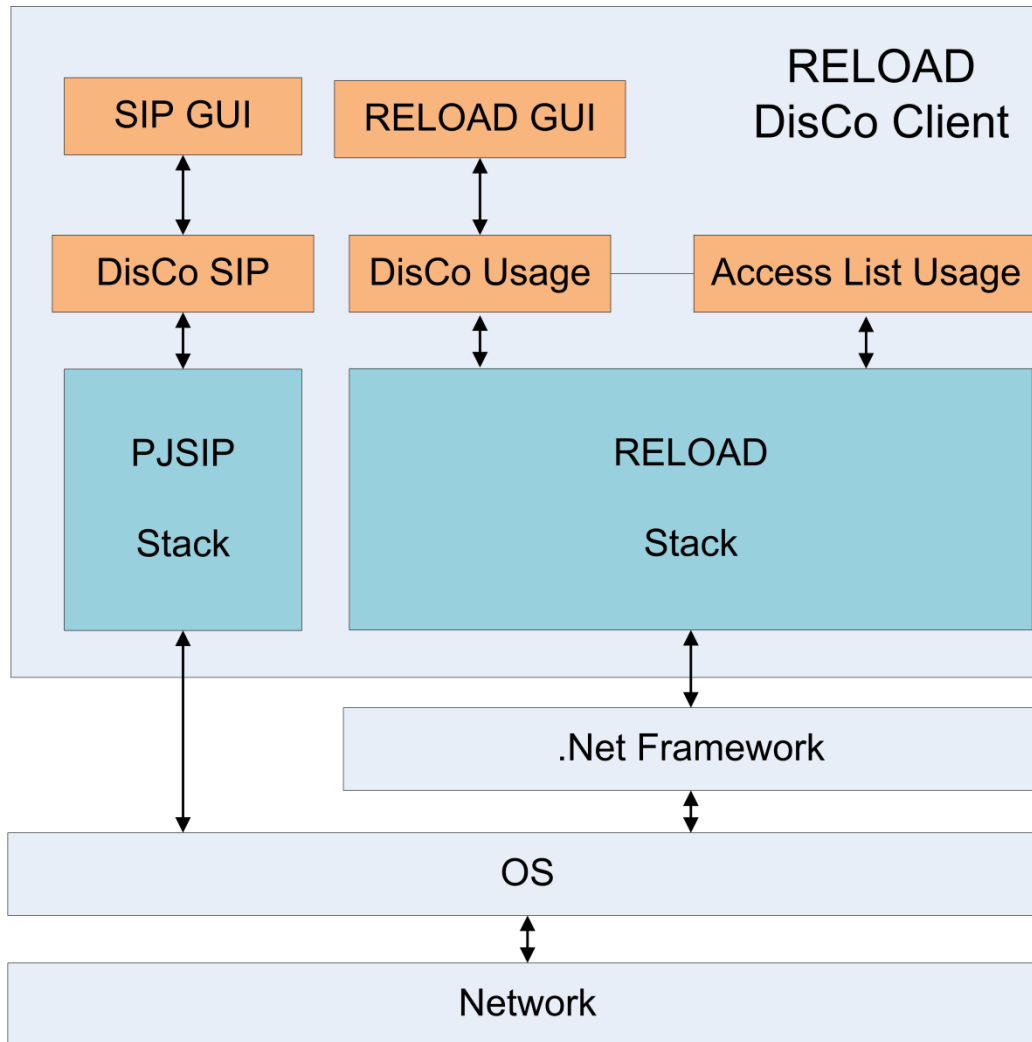 RELOAD
DisCo Client
SIP GUI
RELOAD GUI
DisCo SIP
DisCo Usage
Access List Usage
PJSIP
Stack
RELOAD
Stack
.Net Framework
OS
Network